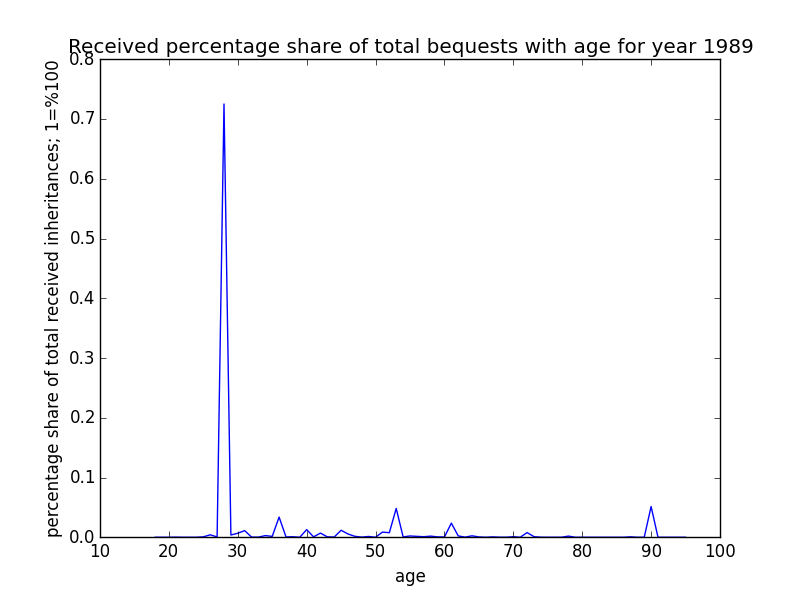 Received percentage share of total bequests with age for year 1989
percentage share of total received inheritances; 1=%100
0.8
0.7
0.6
0.5
0.4
0.3
0.2
0.1
0.0
10 20 30 40 50 60 70 80 90 100
age